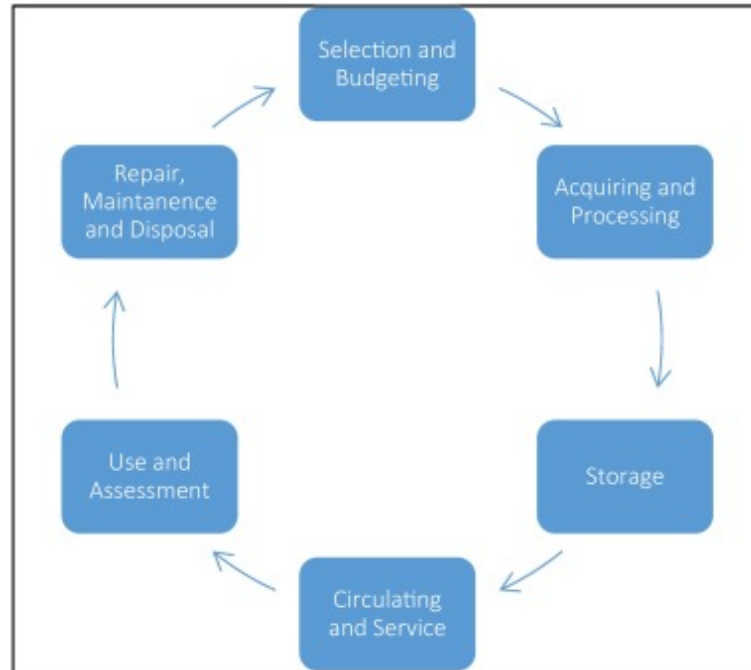 Selection and
Budgeting
Acquiring and
Processing
Storage
Circulating
and Service
Use and
Assessment
Repair,
Maintanence
and Disposal